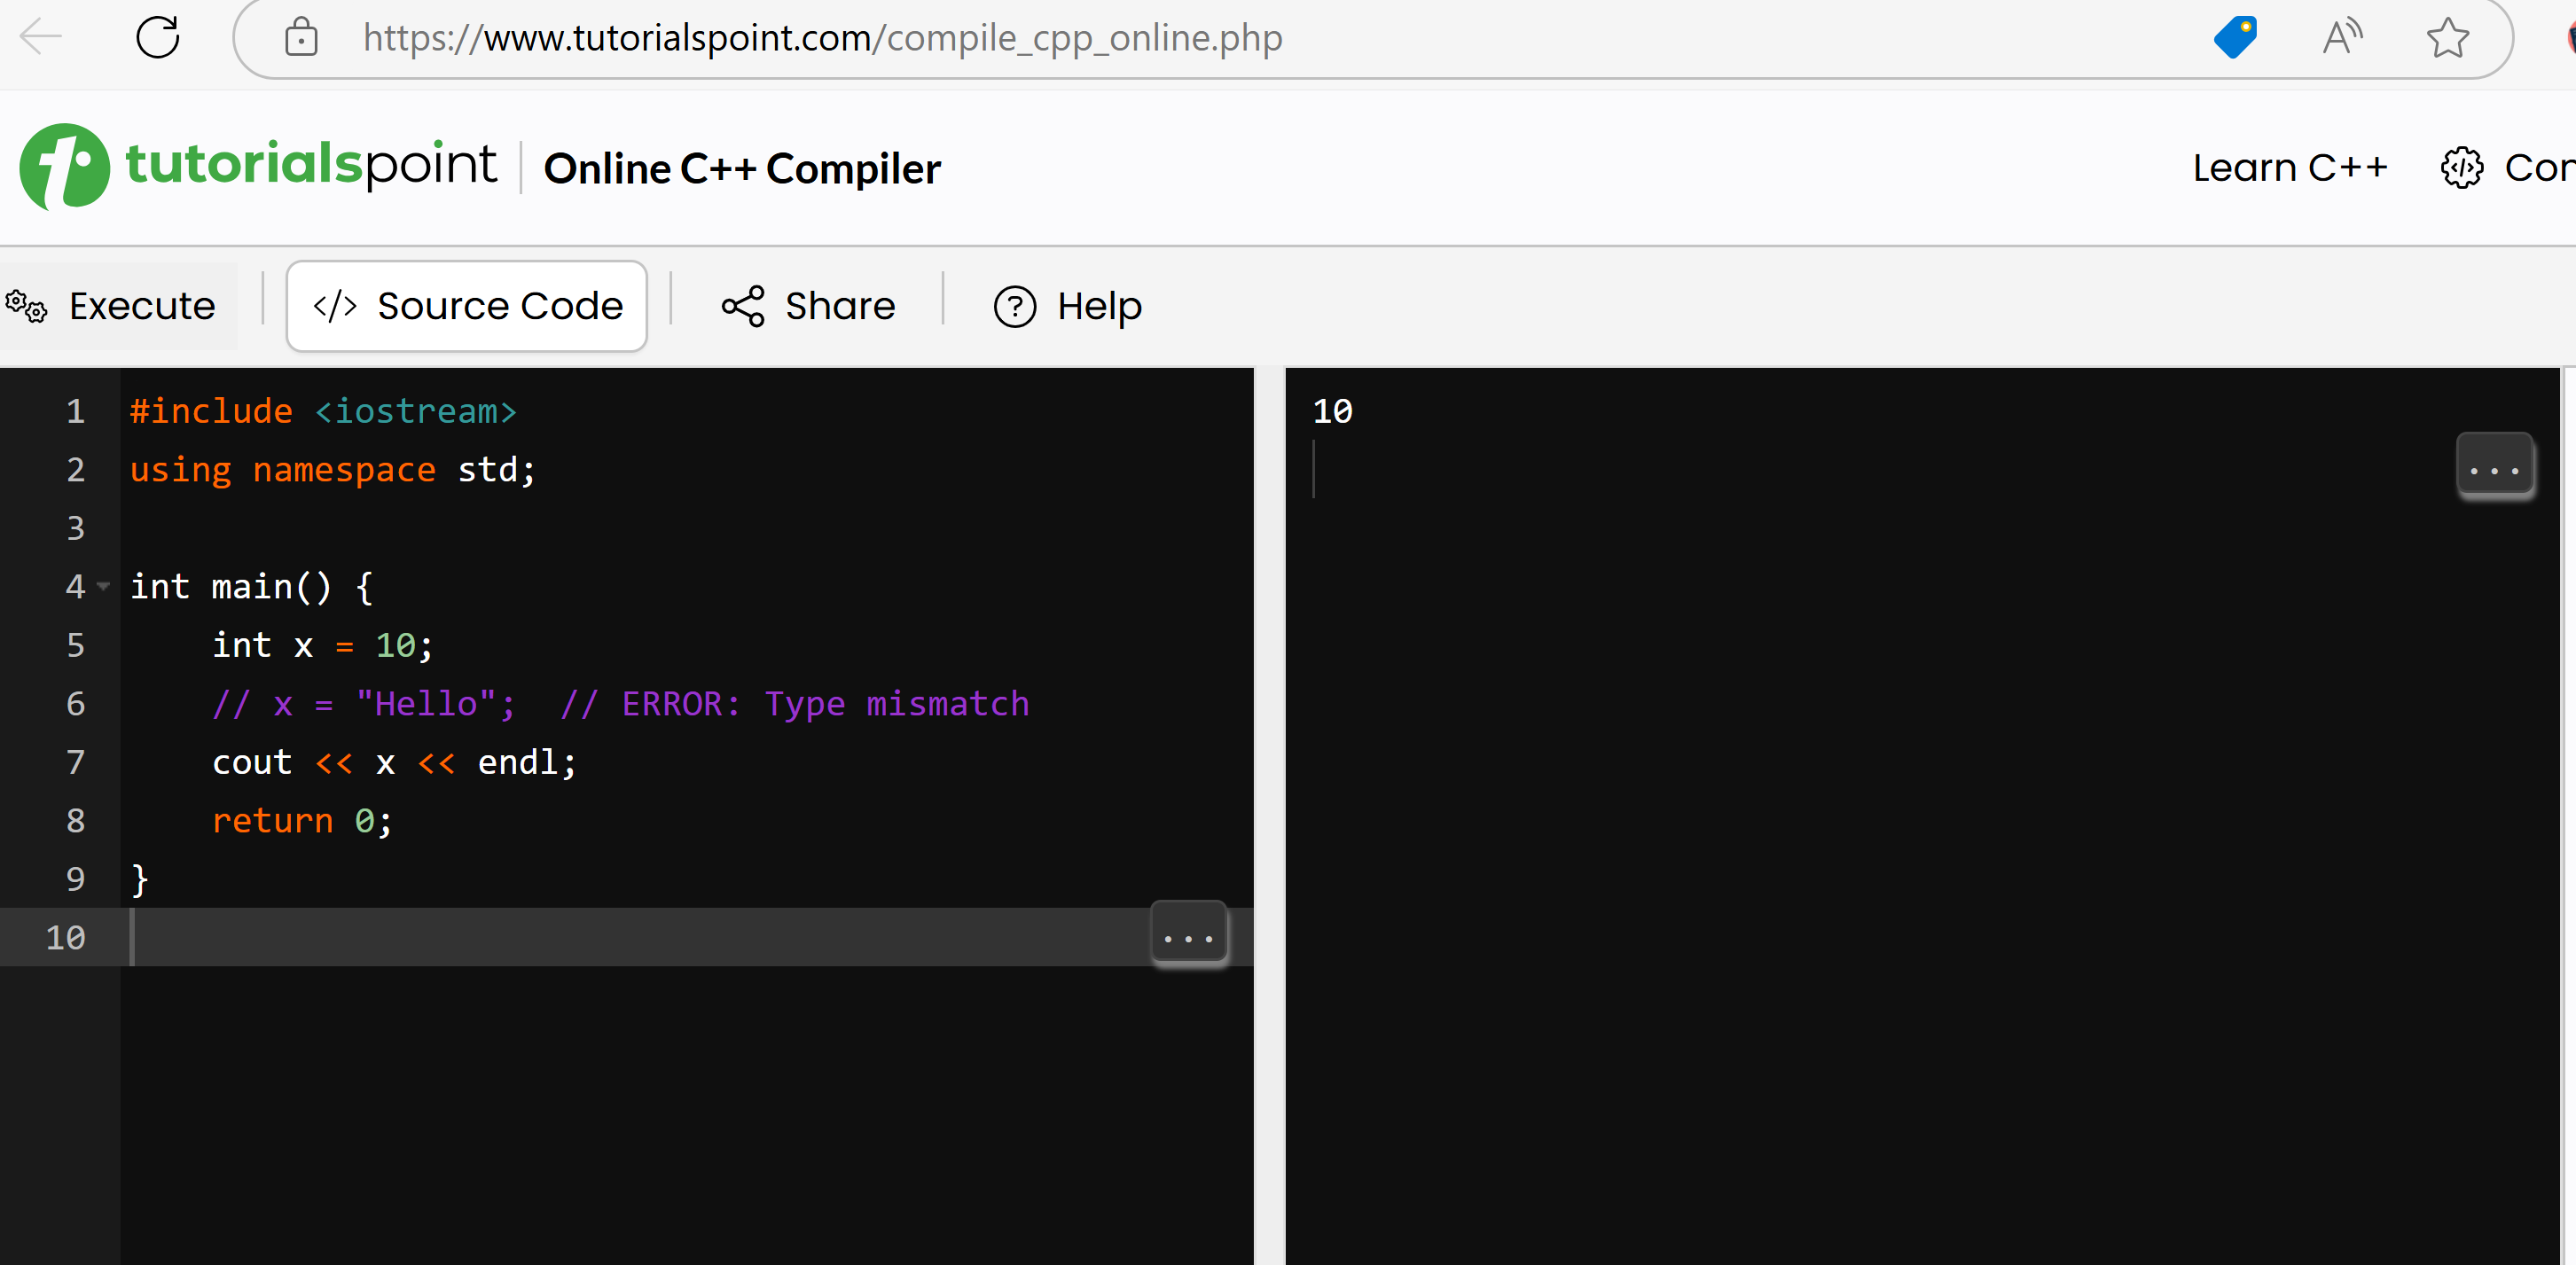 https://www.tutorialspoint.com/compile_cpp_online.php
tutorialspoint | Online C++ Compiler
Learn C++
Execute
</> Source Code
Share
Help
1 #include <iostream>
2 using namespace std;
3
4 int main() {
5     int x = 10;
6     // x = "Hello";  // ERROR: Type mismatch
7     cout << x << endl;
8     return 0;
9 }
10
...
10
...